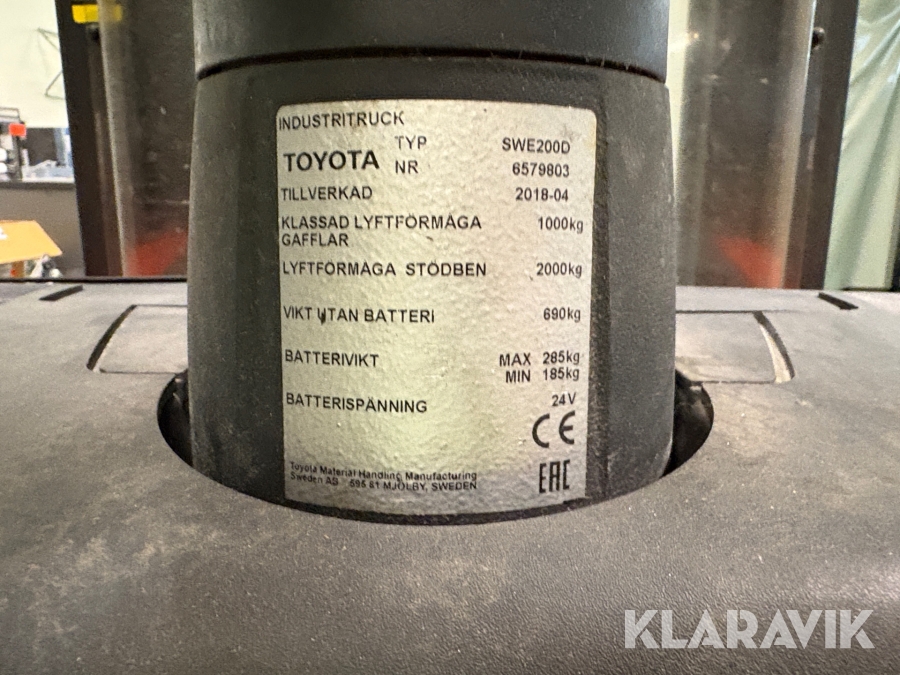 INDUSTRITRUCK
TOYOTA TYP SWE200D
NR 6579803
TILLVERKAD 2018-04
KLASSAD LYFTFÖRMÅGA 1000kg
GAFFLAR
LYFTFÖRMÅGA STÖDBEN 2000kg
VIKT UTAN BATTERI 690kg
BATTERIVIKT MAX 285kg
MIN 185kg
BATTERISPÄNNING 24V
CE
Toyota Material Handling Manufacturing
Sweden AB 595 81 MJÖLBY, SWEDEN
EAC
KLARAVIK